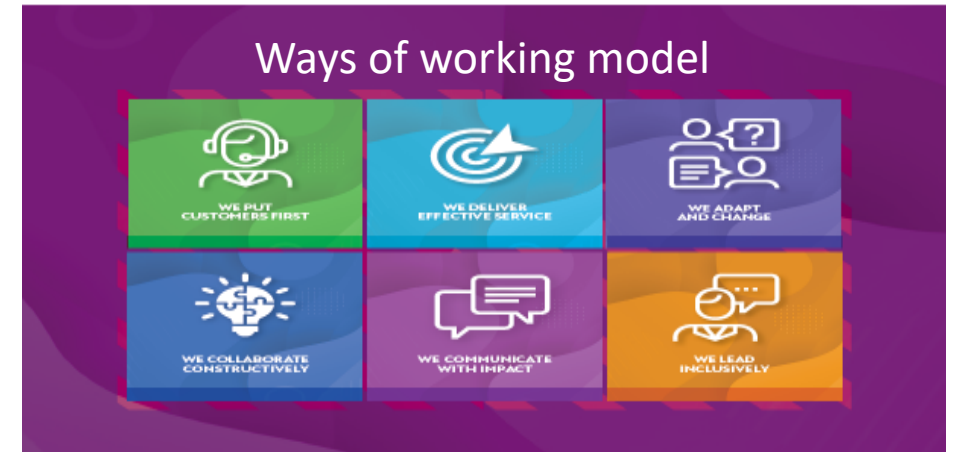 Ways of working model
WE PUT
CUSTOMERS FIRST
WE DELIVER
EFFECTIVE SERVICE
WE ADAPT
AND CHANGE
?
WE COLLABORATE
CONSTRUCTIVELY
WE COMMUNICATE
WITH IMPACT
WE LEAD
INCLUSIVELY